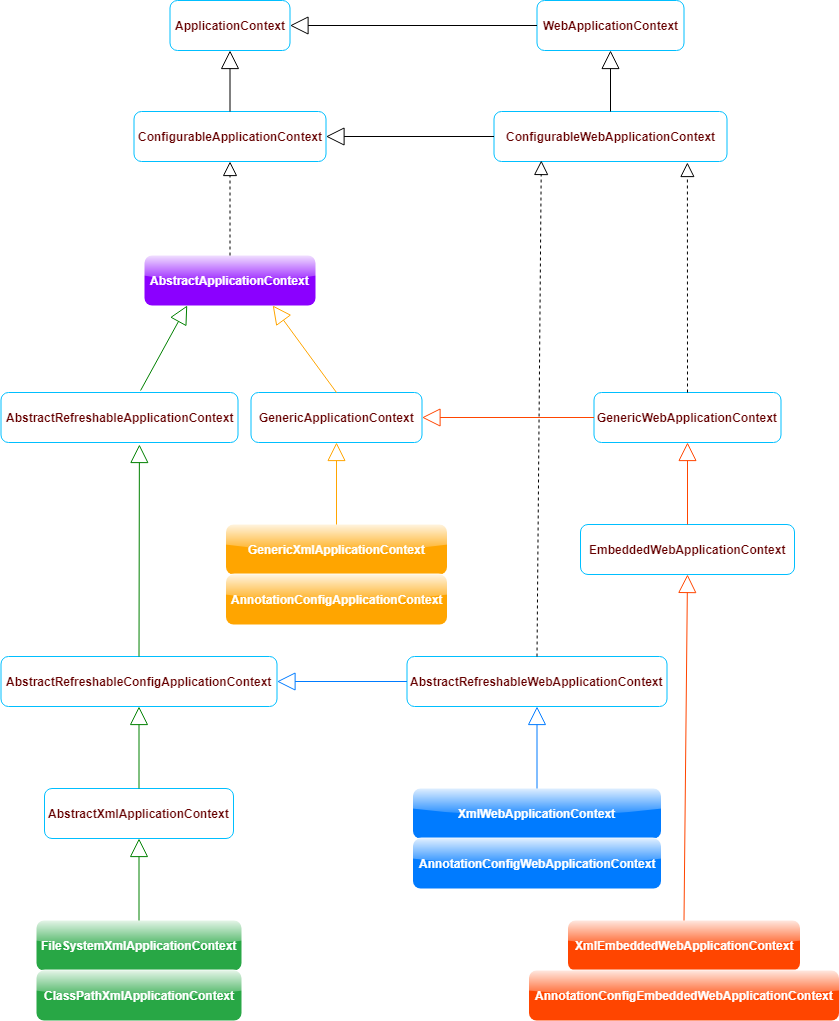 ApplicationContext
WebApplicationContext
ConfigurableApplicationContext
ConfigurableWebApplicationContext
AbstractApplicationContext
AbstractRefreshableApplicationContext
GenericApplicationContext
GenericWebApplicationContext
GenericXmlApplicationContext
EmbeddedWebApplicationContext
AnnotationConfigApplicationContext
AbstractRefreshableConfigApplicationContext
AbstractRefreshableWebApplicationContext
AbstractXmlApplicationContext
XmlWebApplicationContext
AnnotationConfigWebApplicationContext
FileSystemXmlApplicationContext
XmlEmbeddedWebApplicationContext
ClassPathXmlApplicationContext
AnnotationConfigEmbeddedWebApplicationContext